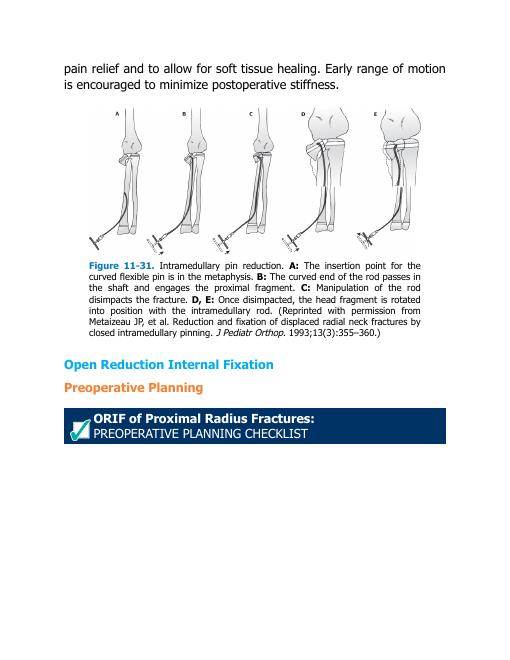 pain relief and to allow for soft tissue healing. Early range of motion
is encouraged to minimize postoperative stiffness.
A B C D E
Figure 11-31. Intramedullary pin reduction. A: The insertion point for the
curved flexible pin is in the metaphysis. B: The curved end of the rod passes in
the shaft and engages the proximal fragment. C: Manipulation of the rod
disimpacts the fracture. D, E: Once disimpacted, the head fragment is rotated
into position with the intramedullary rod. (Reprinted with permission from
Metaizeau JP, et al. Reduction and fixation of displaced radial neck fractures by
closed intramedullary pinning. J Pediatr Orthop. 1993;13(3):355–360.)
Open Reduction Internal Fixation
Preoperative Planning
ORIF of Proximal Radius Fractures:
PREOPERATIVE PLANNING CHECKLIST